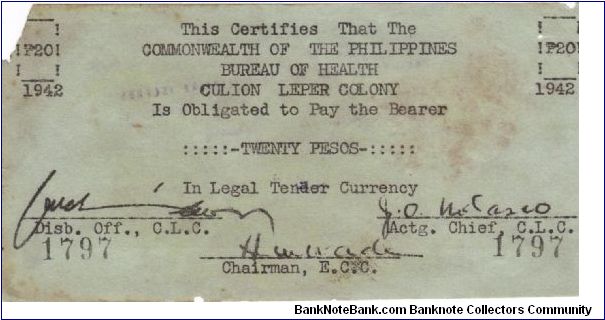 This Certifies That The
!P20! COMMONWEALTH OF THE PHILIPPINES !P20!
! ! BUREAU OF HEALTH ! !
1942 CULION LEPER COLONY 1942
Is Obligated to Pay the Bearer
:::::-TWENTY PESOS-:::::
In Legal Tender Currency
Disb. Off., C.L.C. Actg. Chief, C.L.C.
1797 1797
Chairman, E.C.C.
BankNoteBank.com Banknote Collectors Community